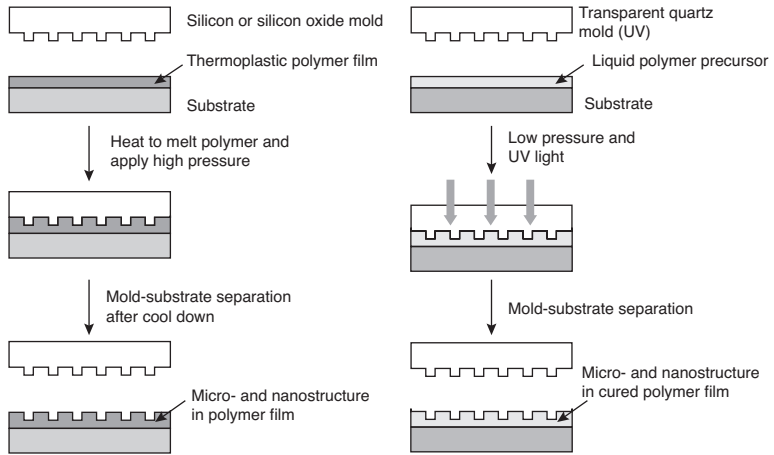 Silicon or silicon oxide mold
Thermoplastic polymer film
Substrate
Heat to melt polymer and
apply high pressure
Mold-substrate separation
after cool down
Micro- and nanostructure
in polymer film
Transparent quartz
mold (UV)
Liquid polymer precursor
Substrate
Low pressure and
UV light
Mold-substrate separation
Micro- and nanostructure
in cured polymer film